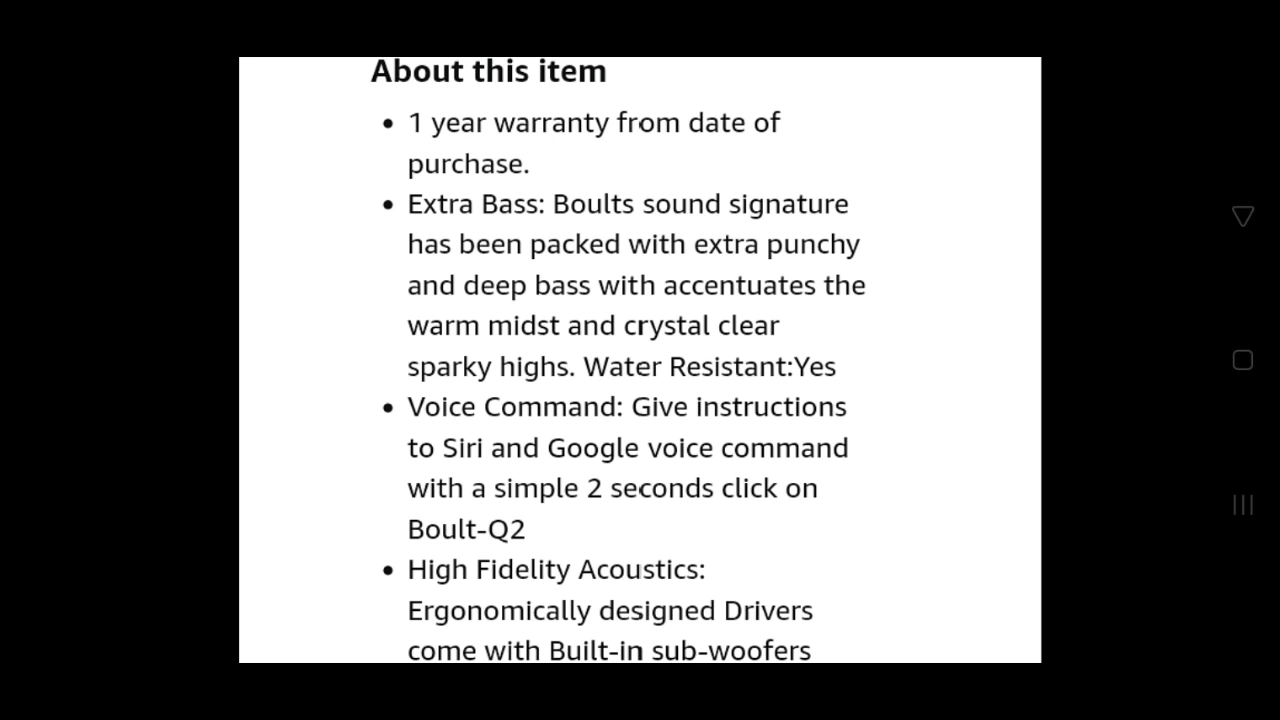 About this item
1 year warranty from date of
purchase.
Extra Bass: Boults sound signature
has been packed with extra punchy
and deep bass with accentuates the
warm midst and crystal clear
sparky highs. Water Resistant:Yes
Voice Command: Give instructions
to Siri and Google voice command
with a simple 2 seconds click on
Boult-Q2
High Fidelity Acoustics:
Ergonomically designed Drivers
come with Built-in sub-woofers